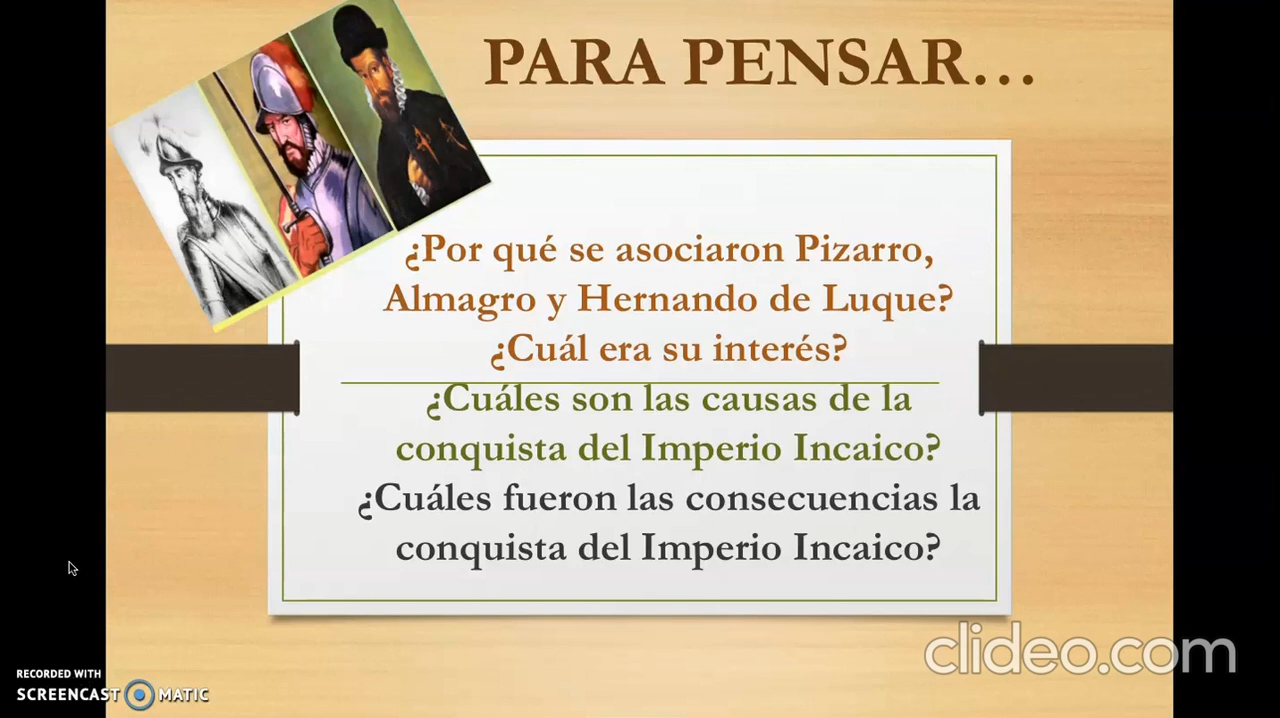 PARA PENSAR...
¿Por qué se asociaron Pizarro,
Almagro y Hernando de Luque?
¿Cuál era su interés?
¿Cuáles son las causas de la
conquista del Imperio Incaico?
¿Cuáles fueron las consecuencias la
conquista del Imperio Incaico?
clideo.com
RECORDED WITH
SCREENCAST MATIC